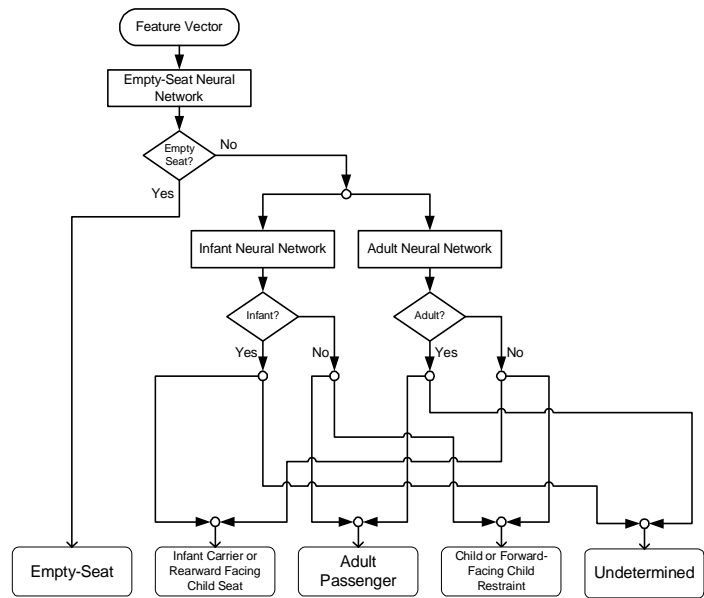 Feature Vector
Empty-Seat Neural
Network
Empty
Seat?
No
Yes
Infant Neural Network
Adult Neural Network
Infant?
Adult?
Yes
No
Yes
No
Empty-Seat
Infant Carrier or
Rearward Facing
Child Seat
Adult
Passenger
Child or Forward-
Facing Child
Restraint
Undetermined